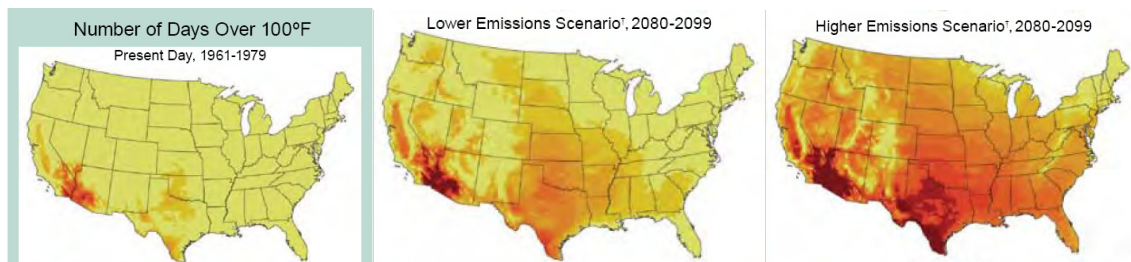 Number of Days Over 100ºF
Present Day, 1961-1979
Lower Emissions Scenario†, 2080-2099
Higher Emissions Scenario†, 2080-2099